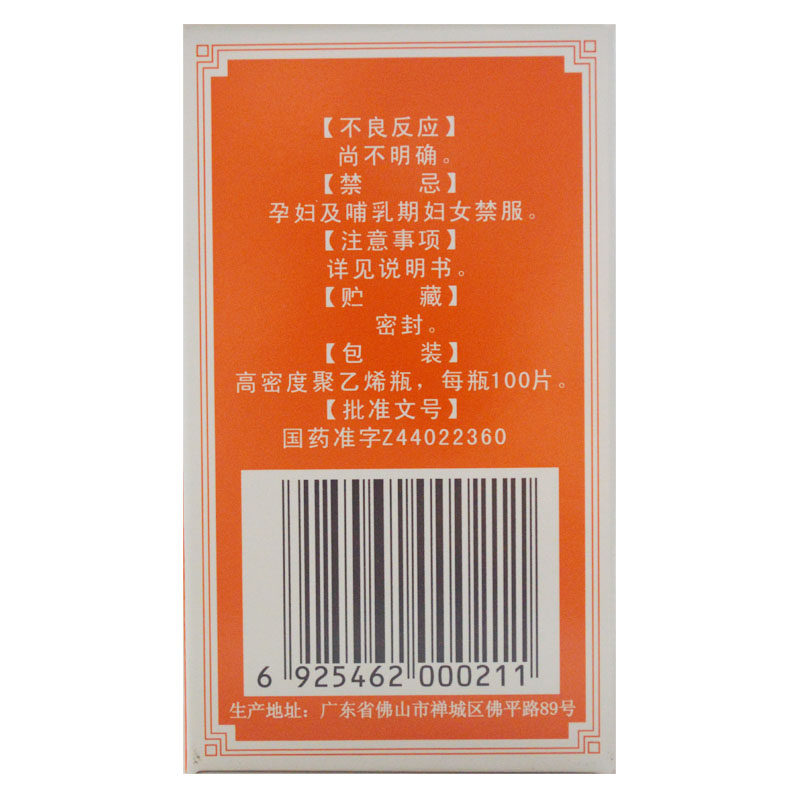 【不良反应】
尚不明确。
【禁 忌】
孕妇及哺乳期妇女禁服。
【注意事项】
详见说明书。
【贮 藏】
密封。
【包 装】
高密度聚乙烯瓶，每瓶100片。
【批准文号】
国药准字Z44022360
6 925462 000211
生产地址：广东省佛山市禅城区佛平路89号